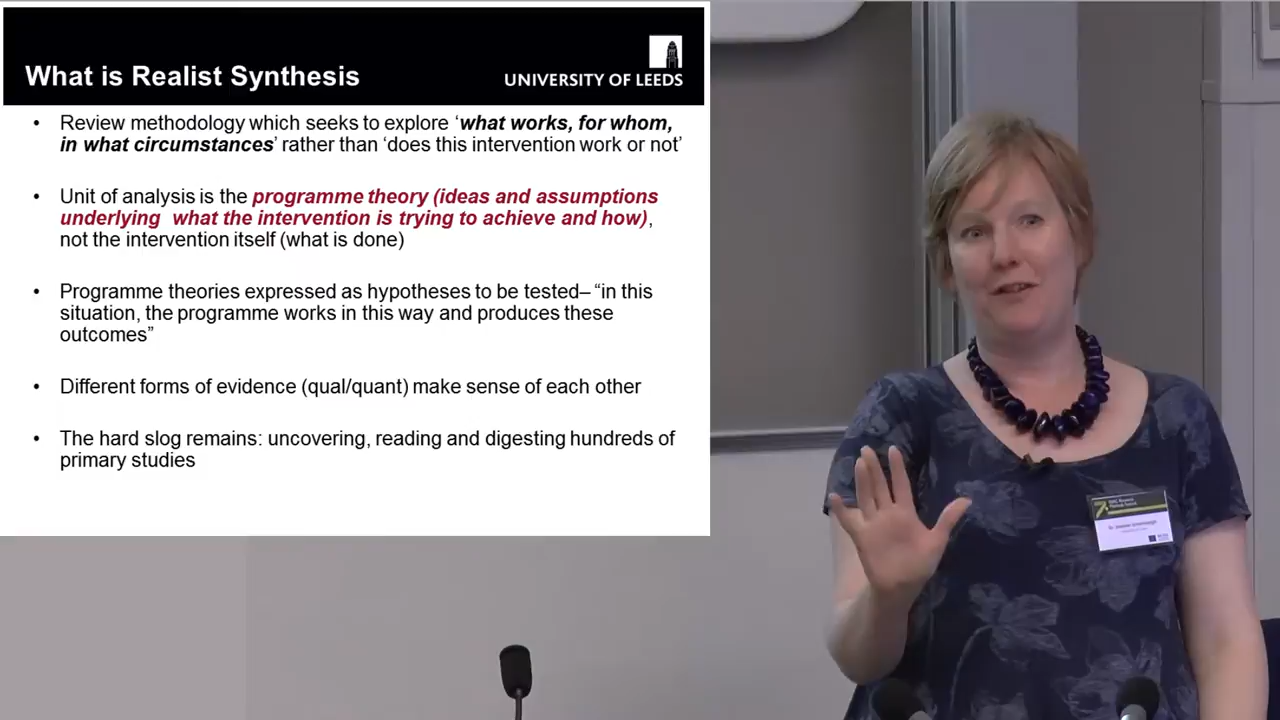 What is Realist Synthesis
UNIVERSITY OF LEEDS
• Review methodology which seeks to explore ‘what works, for whom,
in what circumstances’ rather than ‘does this intervention work or not’
• Unit of analysis is the programme theory (ideas and assumptions
underlying what the intervention is trying to achieve and how),
not the intervention itself (what is done)
• Programme theories expressed as hypotheses to be tested– “in this
situation, the programme works in this way and produces these
outcomes”
• Different forms of evidence (qual/quant) make sense of each other
• The hard slog remains: uncovering, reading and digesting hundreds of
primary studies